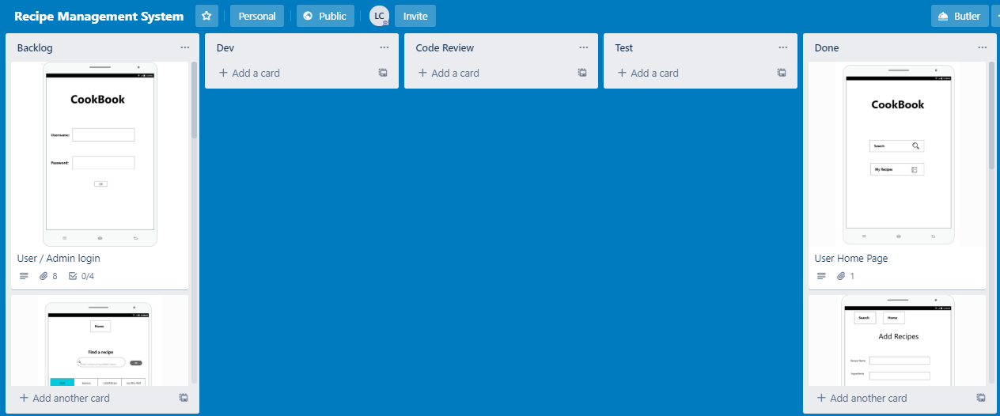 Recipe Management System
Personal
Public
LC
Invite
Butler
Backlog
CookBook
Username:
Password:
OK
User / Admin login
8
0/4
Home
Find a recipe
Add another card
Dev
Add a card
Code Review
Add a card
Test
Add a card
Done
CookBook
Search
My Recipes
User Home Page
1
Search
Home
Add Recipes
Recipe Name
Ingredients
Add another card